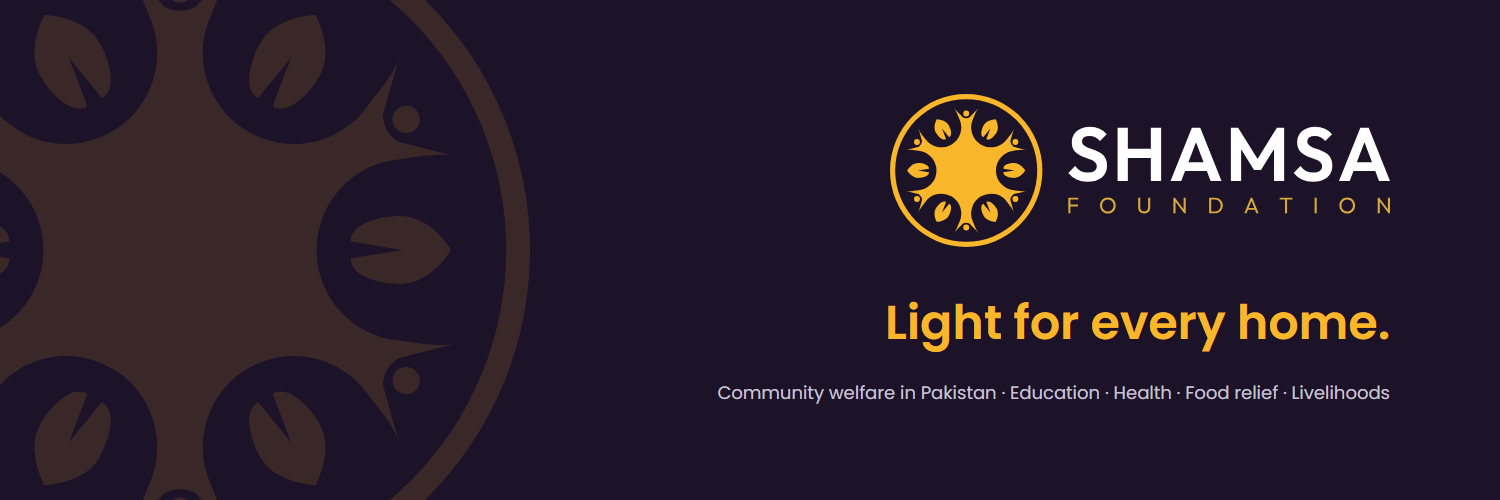 SHAMSA
FOUNDATION
Light for every home.
Community welfare in Pakistan · Education · Health · Food relief · Livelihoods